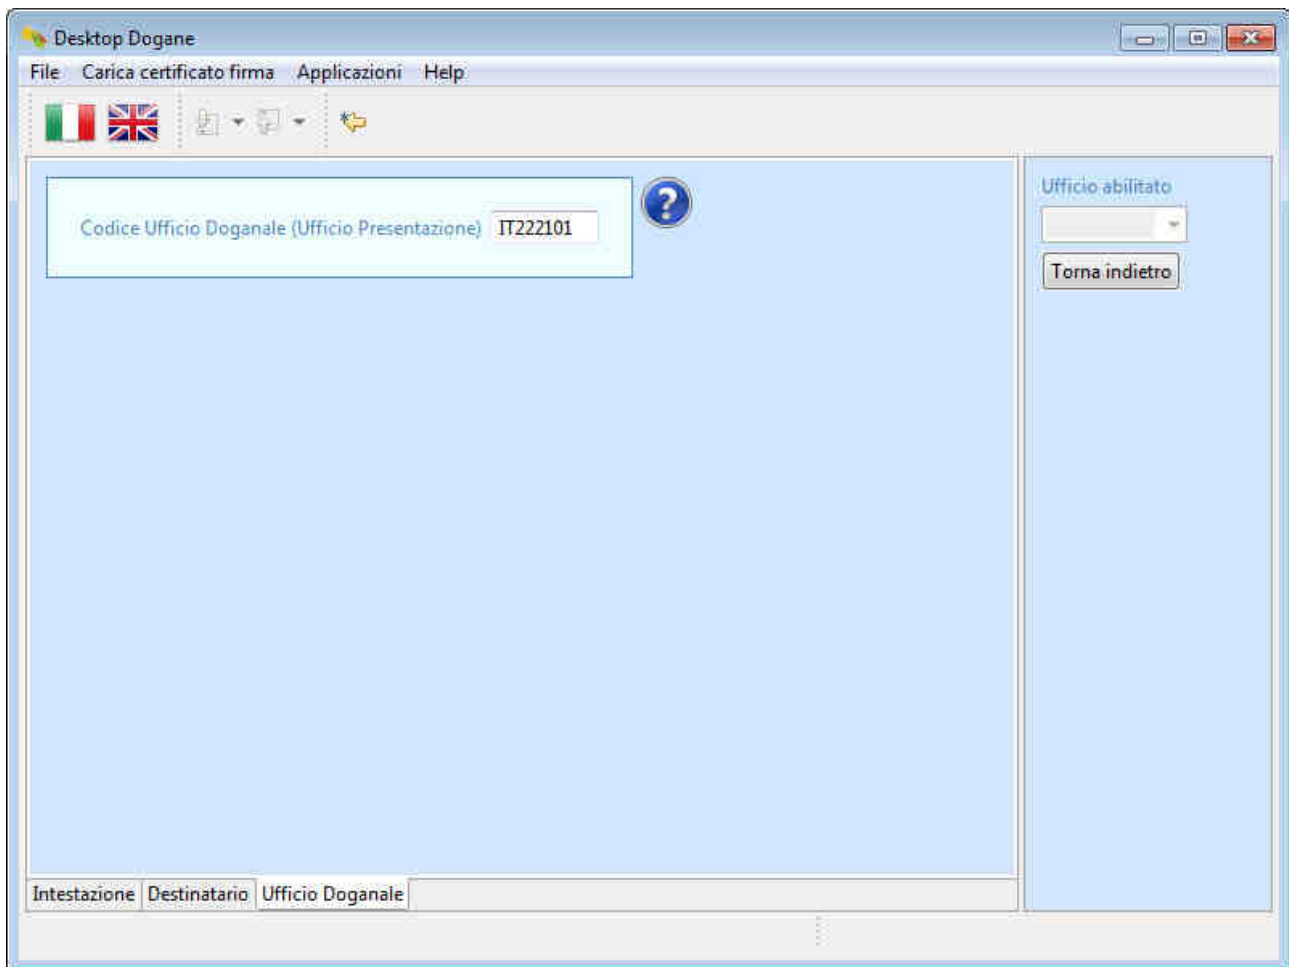 Desktop Dogane
File Carica certificato firma Applicazioni Help
Codice Ufficio Doganale (Ufficio Presentazione) IT222101
?
Ufficio abilitato
Torna indietro
Intestazione Destinatario Ufficio Doganale